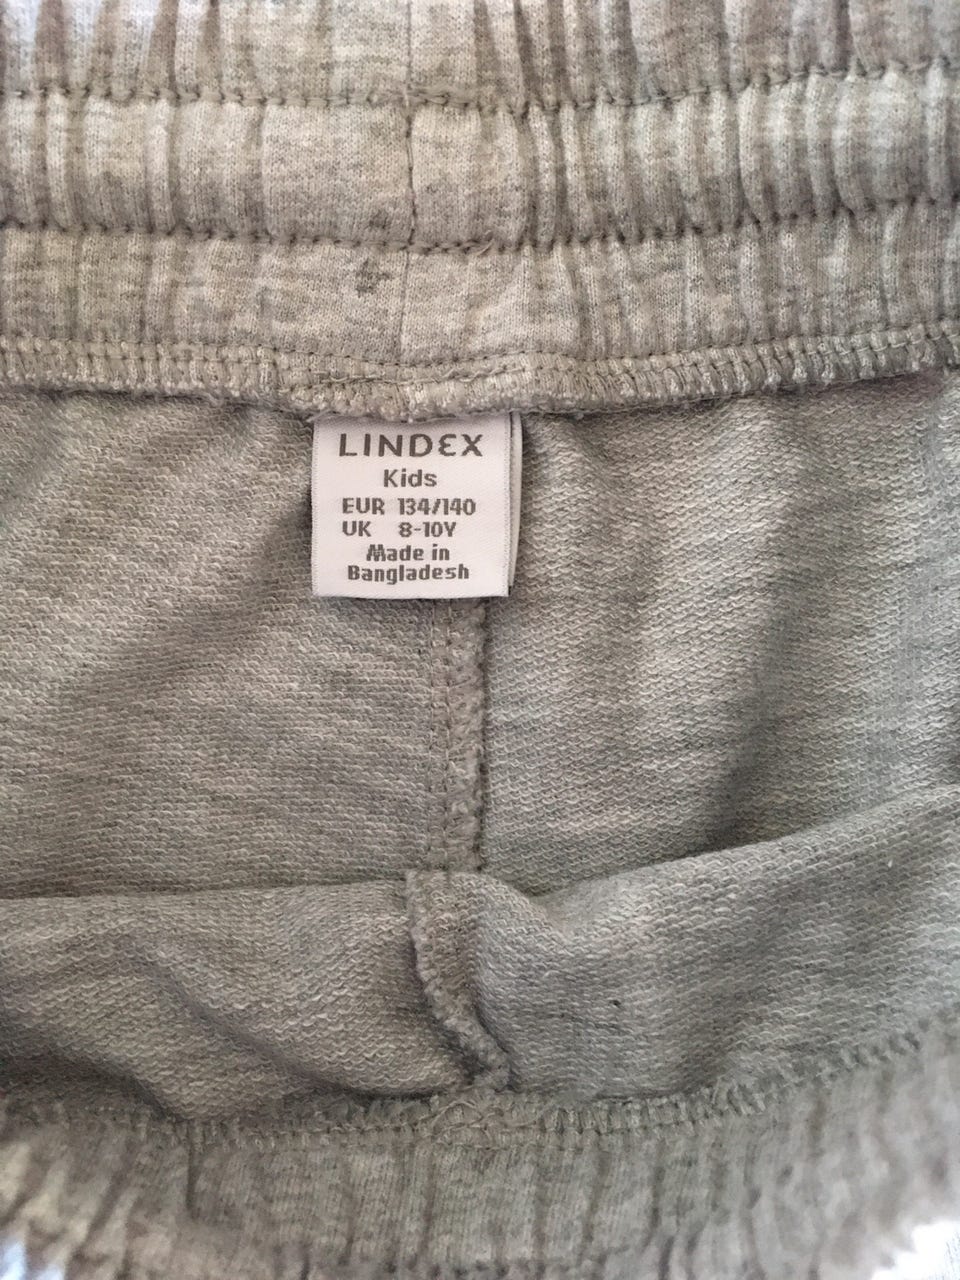 LINDEX
Kids
EUR 134/140
UK 8-10Y
Made in
Bangladesh